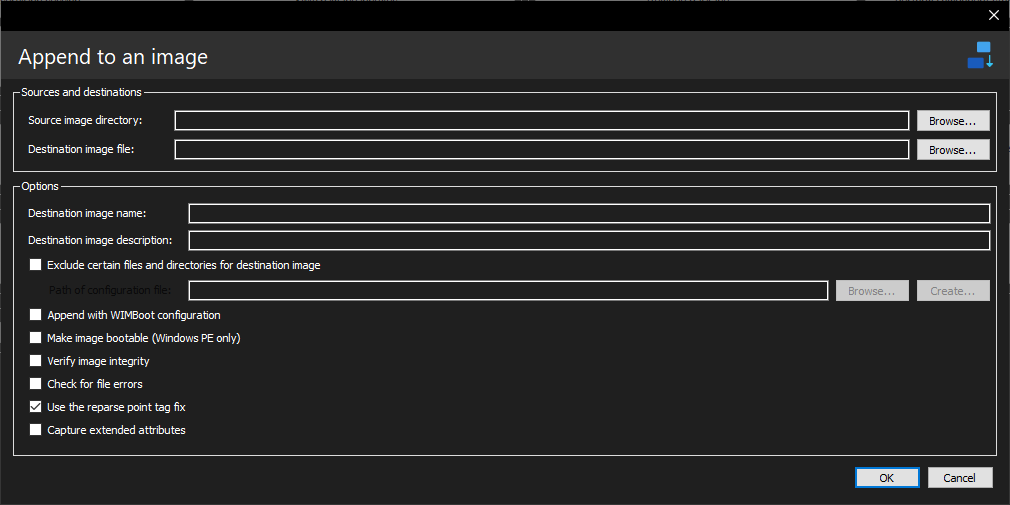 Append to an image
Sources and destinations
Source image directory:
Browse...
Destination image file:
Browse...
Options
Destination image name:
Destination image description:
Exclude certain files and directories for destination image
Path of configuration file:
Browse...
Create...
Append with WIMBoot configuration
Make image bootable (Windows PE only)
Verify image integrity
Check for file errors
Use the reparse point tag fix
Capture extended attributes
OK
Cancel